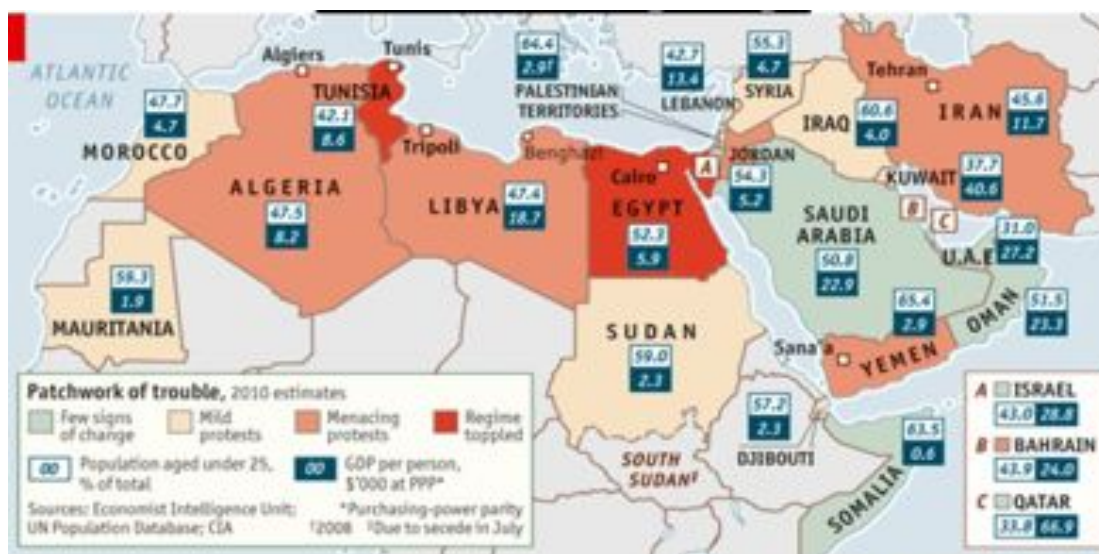 ATLANTIC
OCEAN
Algiers
Tunis
64.4
2.9†
42.7
13.4
55.3
4.7
Tehran
47.7
4.7
MOROCCO
TUNISIA
42.1
8.6
PALESTINIAN
TERRITORIES
LEBANON
SYRIA
IRAQ
60.6
4.0
IRAN
45.6
11.7
Tripoli
Benghazi
ALGERIA
47.5
8.2
LIBYA
47.4
18.7
Cairo
EGYPT
52.3
5.9
A
JORDAN
54.3
5.2
KUWAIT
37.7
40.6
B
C
SAUDI
ARABIA
50.8
22.9
U.A.E
31.0
27.2
59.3
1.9
MAURITANIA
SUDAN
59.0
2.3
65.4
2.9
Sana'a
YEMEN
OMAN
51.5
23.3
Patchwork of trouble, 2010 estimates
Few signs
of change
Mild
protests
Menacing
protests
Regime
toppled
00 Population aged under 25,
% of total
00 GDP per person,
$'000 at PPP*
Sources: Economist Intelligence Unit;
UN Population Database; CIA
*Purchasing-power parity
†2008 ‡Due to secede in July
SOUTH
SUDAN‡
57.2
2.3
DJIBOUTI
63.5
0.6
SOMALIA
A ISRAEL
43.0 28.8
B BAHRAIN
43.9 24.0
C QATAR
33.8 66.9